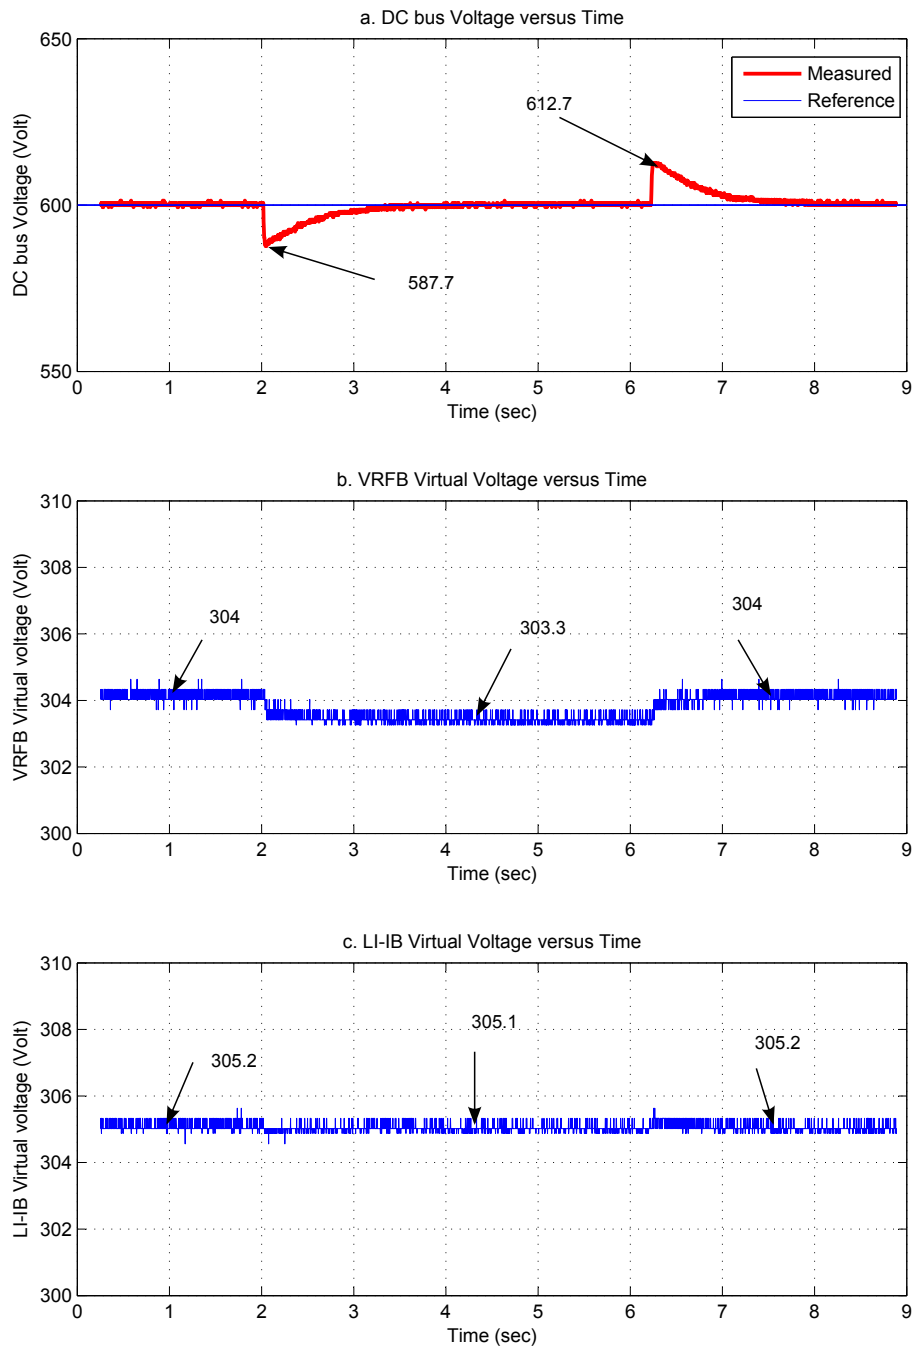 a. DC bus Voltage versus Time
650
600
550
DC bus Voltage (Volt)
Measured
Reference
612.7
587.7
0 1 2 3 4 5 6 7 8 9
Time (sec)
b. VRFB Virtual Voltage versus Time
310
308
306
304
302
300
VRFB Virtual voltage (Volt)
304
303.3
304
0 1 2 3 4 5 6 7 8 9
Time (sec)
c. LI-IB Virtual Voltage versus Time
310
308
306
304
302
300
LI-IB Virtual voltage (Volt)
305.2
305.1
305.2
0 1 2 3 4 5 6 7 8 9
Time (sec)